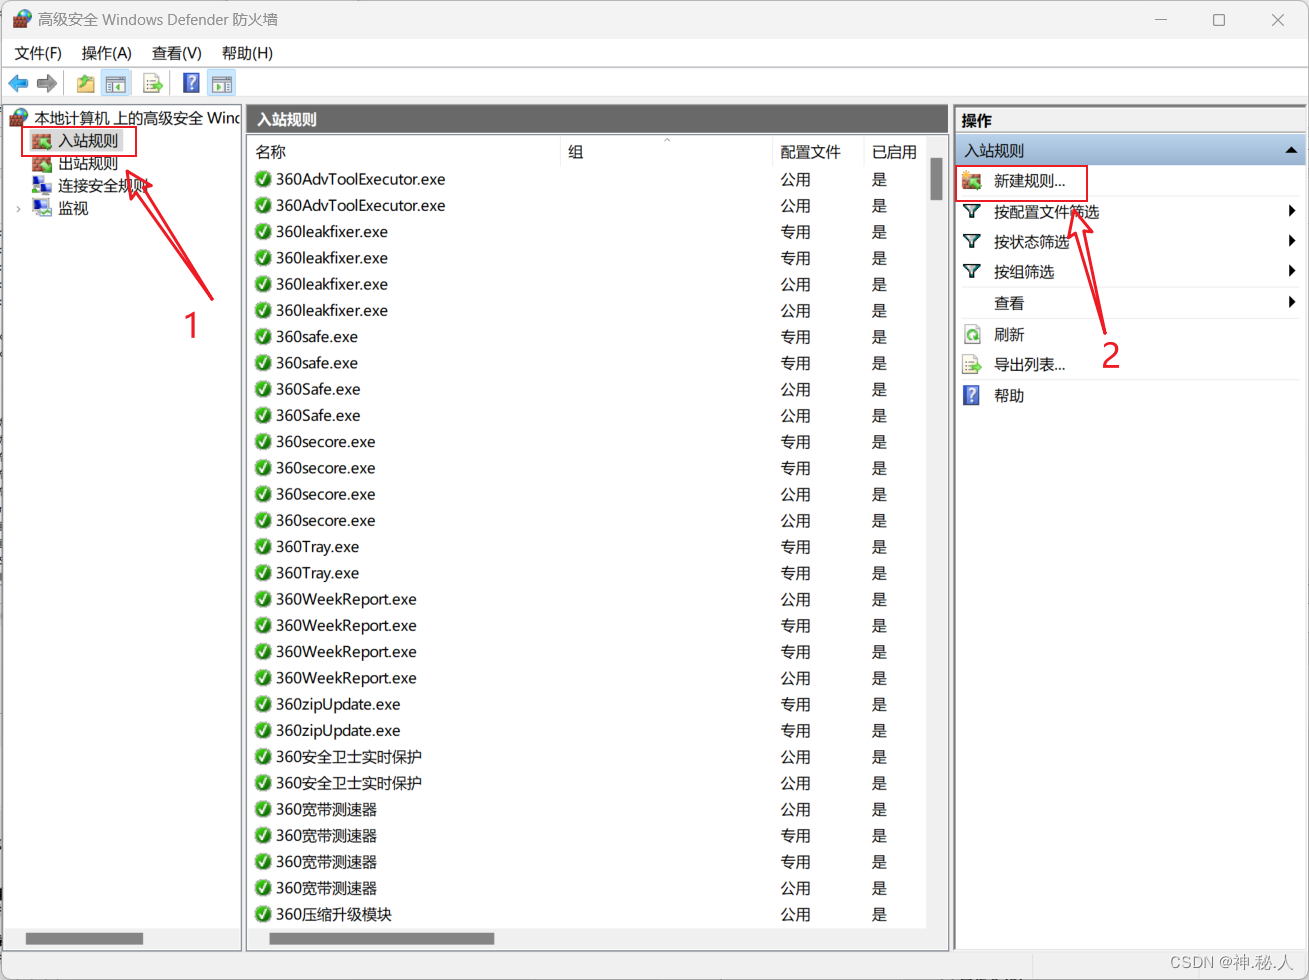 高级安全 Windows Defender 防火墙
文件(F) 操作(A) 查看(V) 帮助(H)
本地计算机 上的高级安全 Wind
入站规则
出站规则
连接安全规则
监视
1
入站规则
名称 组 配置文件 已启用
360AdvToolExecutor.exe 公用 是
360AdvToolExecutor.exe 公用 是
360leakfixer.exe 专用 是
360leakfixer.exe 专用 是
360leakfixer.exe 公用 是
360leakfixer.exe 公用 是
360safe.exe 专用 是
360safe.exe 专用 是
360Safe.exe 公用 是
360Safe.exe 公用 是
360secore.exe 专用 是
360secore.exe 专用 是
360secore.exe 公用 是
360secore.exe 公用 是
360Tray.exe 专用 是
360Tray.exe 专用 是
360WeekReport.exe 公用 是
360WeekReport.exe 专用 是
360WeekReport.exe 专用 是
360WeekReport.exe 公用 是
360zipUpdate.exe 专用 是
360zipUpdate.exe 专用 是
360安全卫士实时保护 公用 是
360安全卫士实时保护 公用 是
360宽带测速器 公用 是
360宽带测速器 专用 是
360宽带测速器 专用 是
360宽带测速器 公用 是
360压缩升级模块 公用 是
操作
入站规则
新建规则...
按配置文件筛选
按状态筛选
按组筛选
查看
刷新
导出列表...
帮助
2
CSDN @神.秘.人